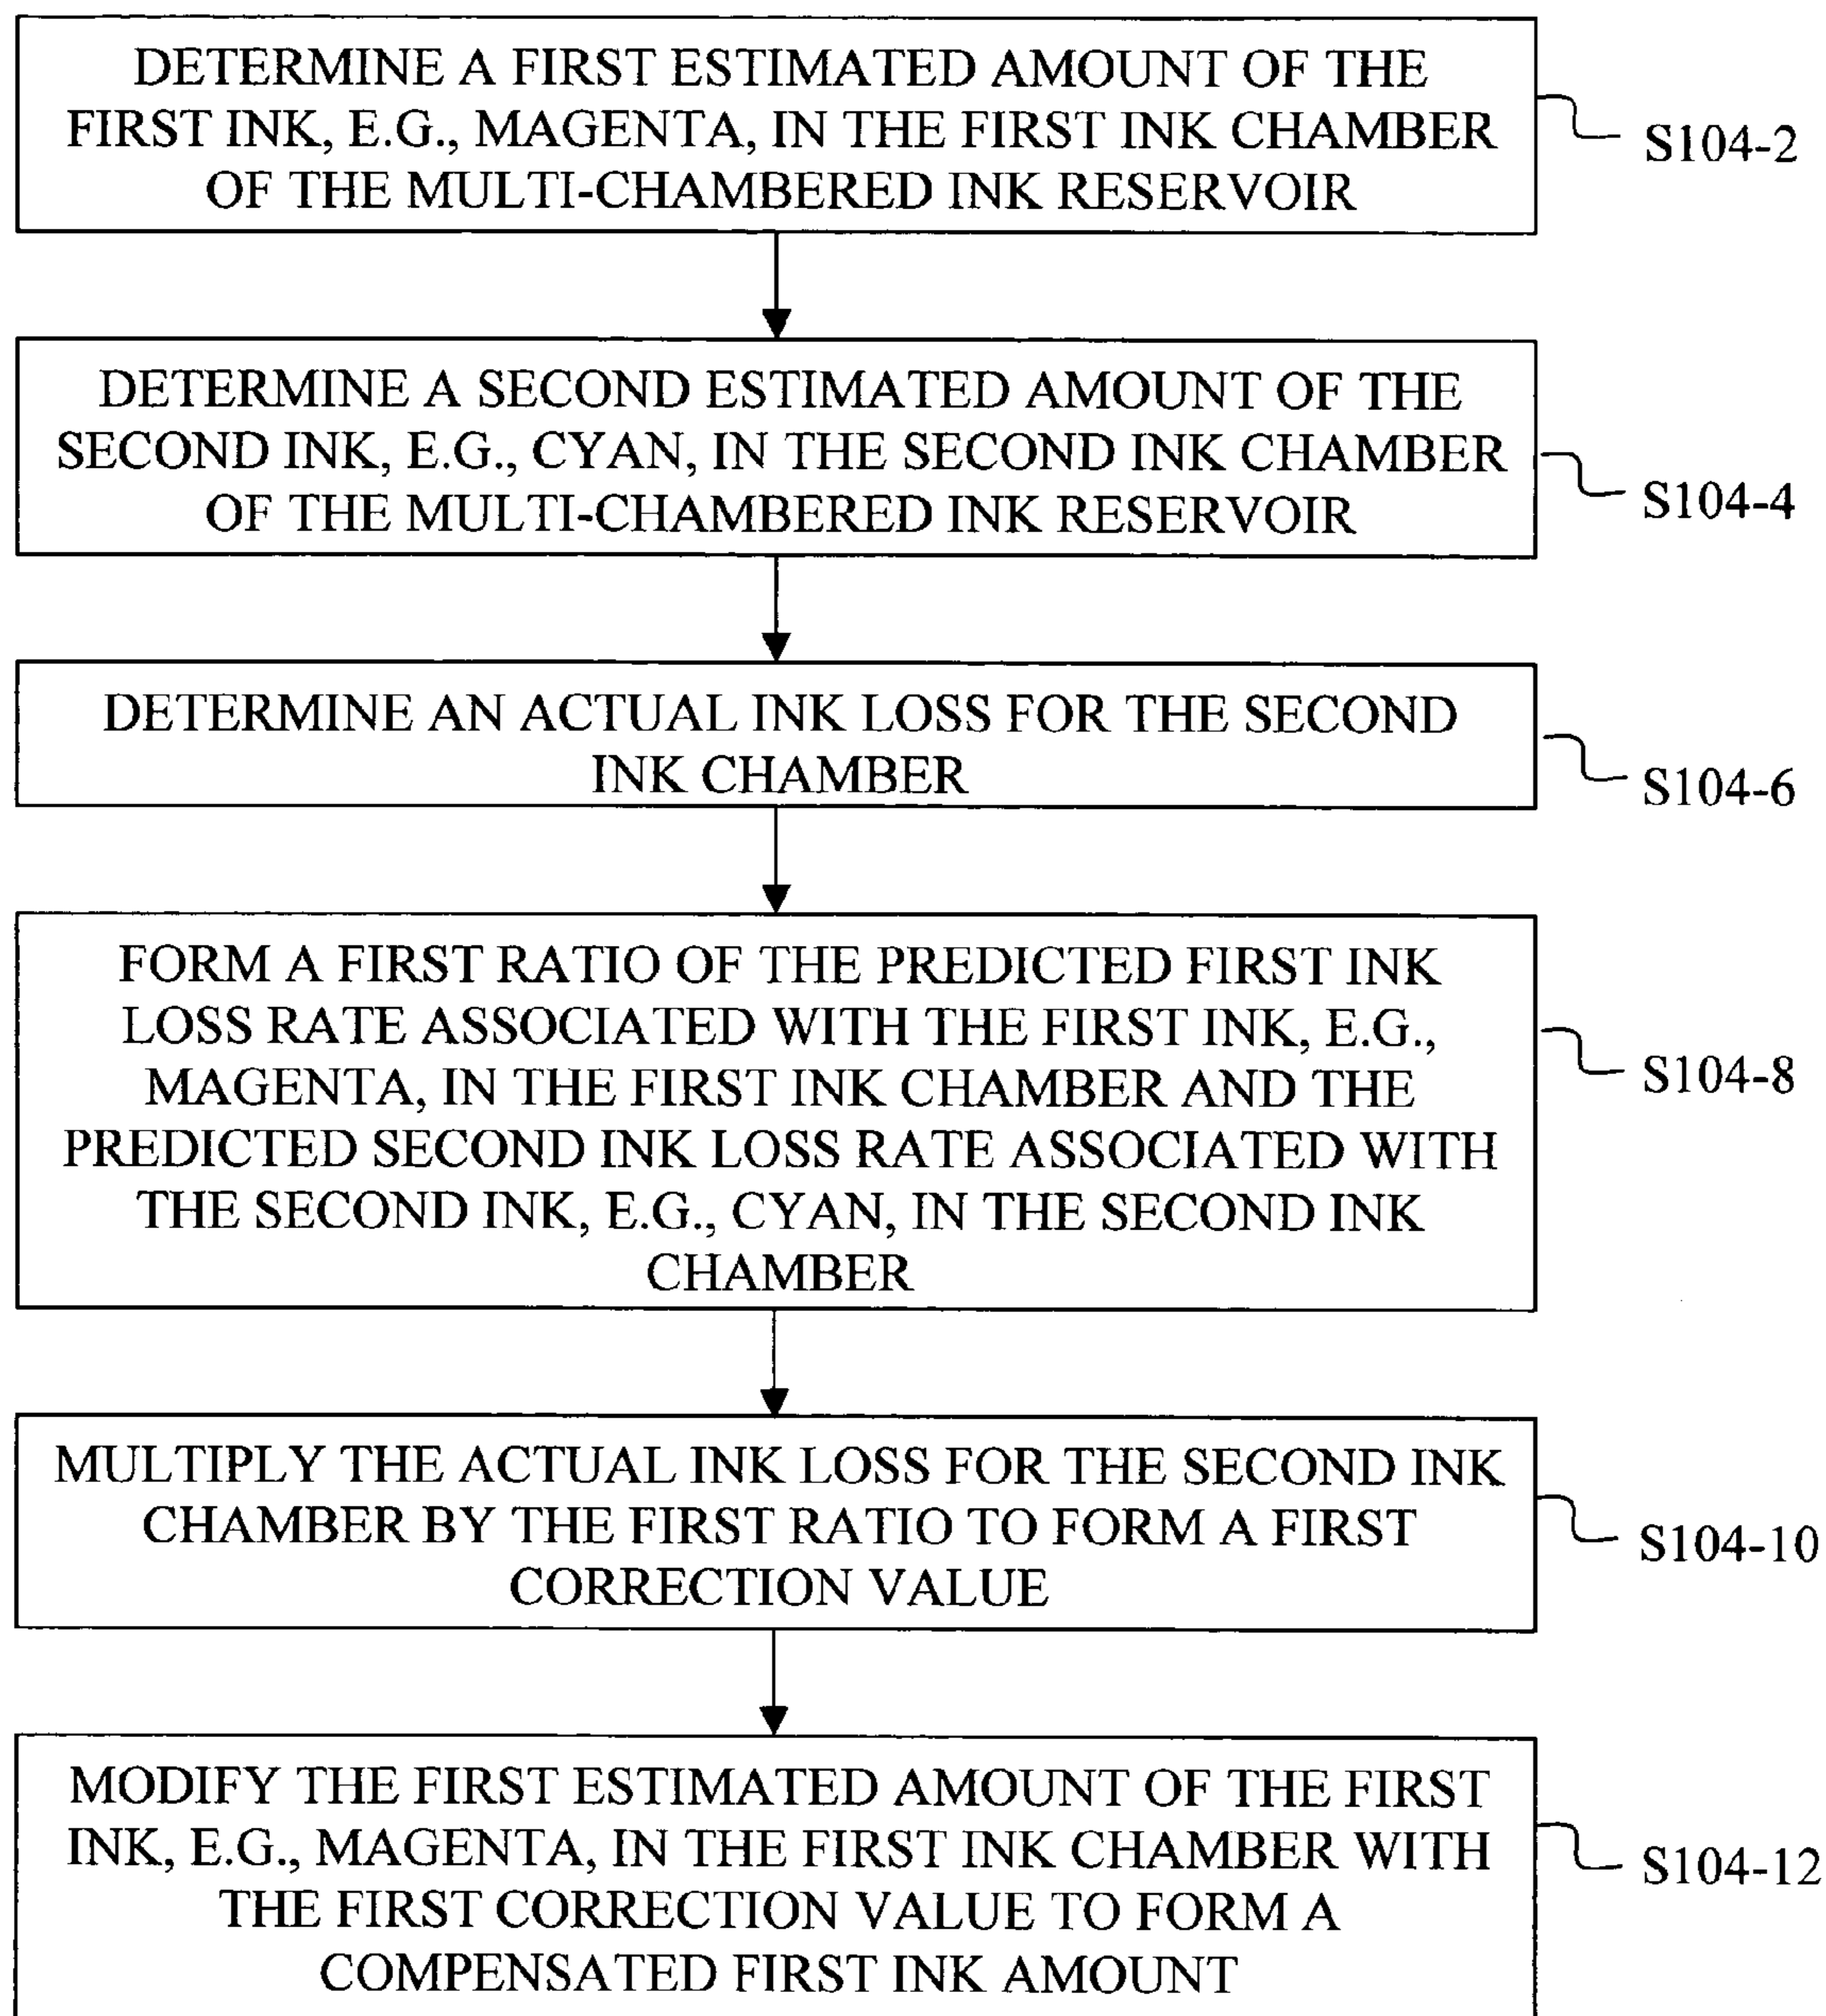 DETERMINE A FIRST ESTIMATED AMOUNT OF THE
FIRST INK, E.G., MAGENTA, IN THE FIRST INK CHAMBER
OF THE MULTI-CHAMBERED INK RESERVOIR
S104-2
DETERMINE A SECOND ESTIMATED AMOUNT OF THE
SECOND INK, E.G., CYAN, IN THE SECOND INK CHAMBER
OF THE MULTI-CHAMBERED INK RESERVOIR
S104-4
DETERMINE AN ACTUAL INK LOSS FOR THE SECOND
INK CHAMBER
S104-6
FORM A FIRST RATIO OF THE PREDICTED FIRST INK
LOSS RATE ASSOCIATED WITH THE FIRST INK, E.G.,
MAGENTA, IN THE FIRST INK CHAMBER AND THE
PREDICTED SECOND INK LOSS RATE ASSOCIATED WITH
THE SECOND INK, E.G., CYAN, IN THE SECOND INK
CHAMBER
S104-8
MULTIPLY THE ACTUAL INK LOSS FOR THE SECOND INK
CHAMBER BY THE FIRST RATIO TO FORM A FIRST
CORRECTION VALUE
S104-10
MODIFY THE FIRST ESTIMATED AMOUNT OF THE FIRST
INK, E.G., MAGENTA, IN THE FIRST INK CHAMBER WITH
THE FIRST CORRECTION VALUE TO FORM A
COMPENSATED FIRST INK AMOUNT
S104-12